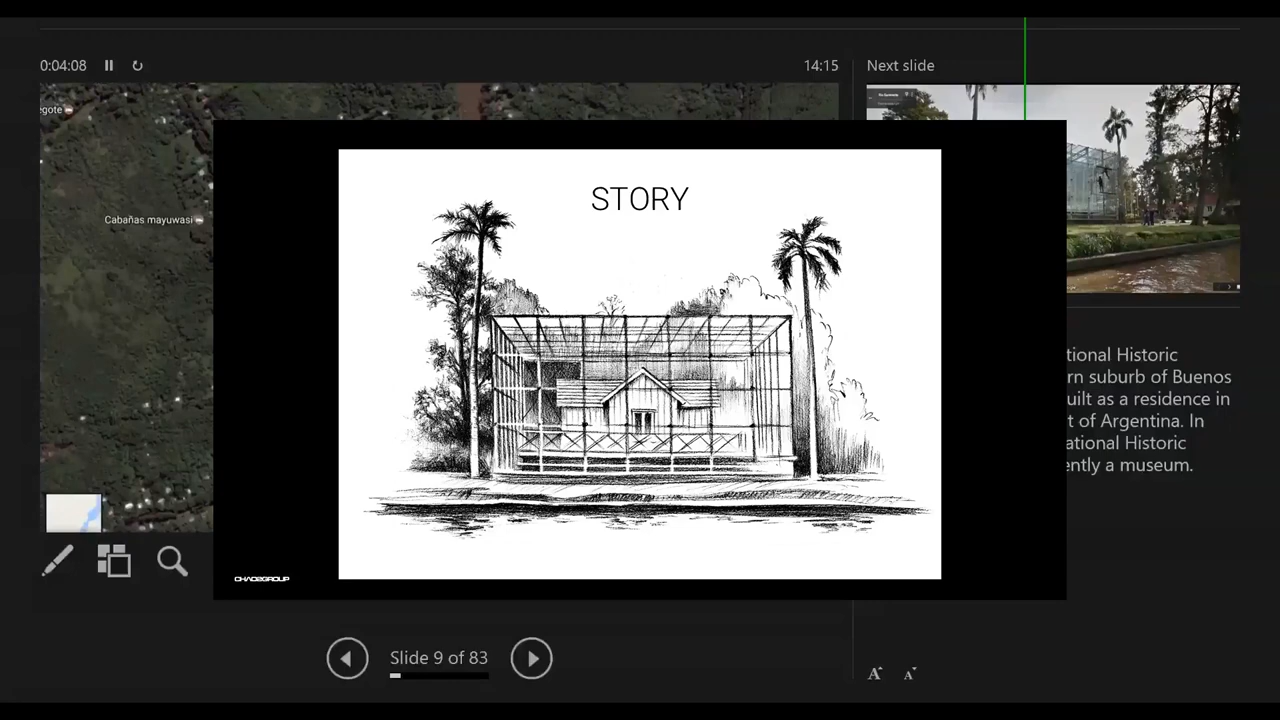 0:04:08
14:15
Next slide
egote
Cabañas mayuwasi
STORY
tional Historic
rn suburb of Buenos
uilt as a residence in
t of Argentina. In
ational Historic
ently a museum.
CHAOSGROUP
Slide 9 of 83
A A